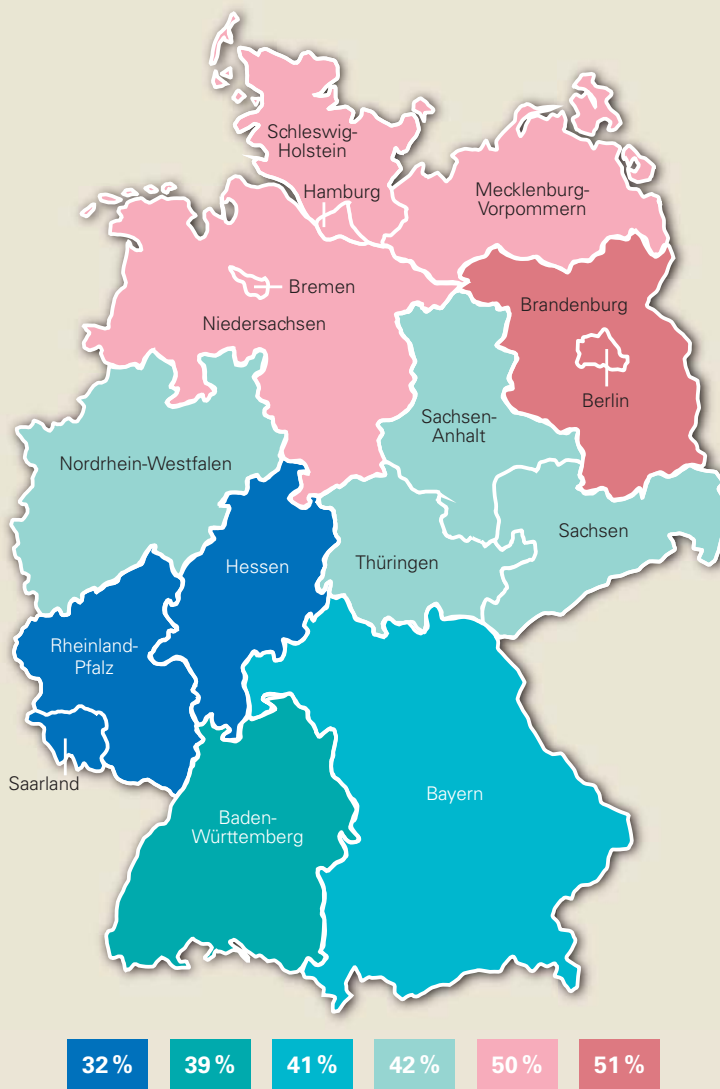 Schleswig-
Holstein
Hamburg
Mecklenburg-
Vorpommern
Bremen
Niedersachsen
Brandenburg
Berlin
Sachsen-
Anhalt
Nordrhein-Westfalen
Sachsen
Thüringen
Hessen
Rheinland-
Pfalz
Saarland
Bayern
Baden-
Württemberg
32 %
39 %
41 %
42 %
50 %
51 %